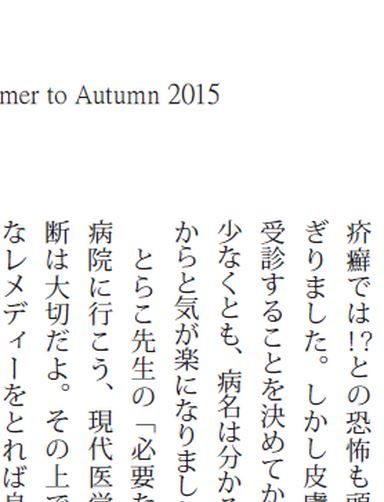 mer to Autumn 2015
疥癬では!?との恐怖も頭
ぎりました。しかし皮膚
受診することを決めてか
少なくとも、病名は分か
からと気が楽になりまし
とらこ先生の「必要な
病院に行こう、現代医学
断は大切だよ。その上で
なレメディーをとれば良